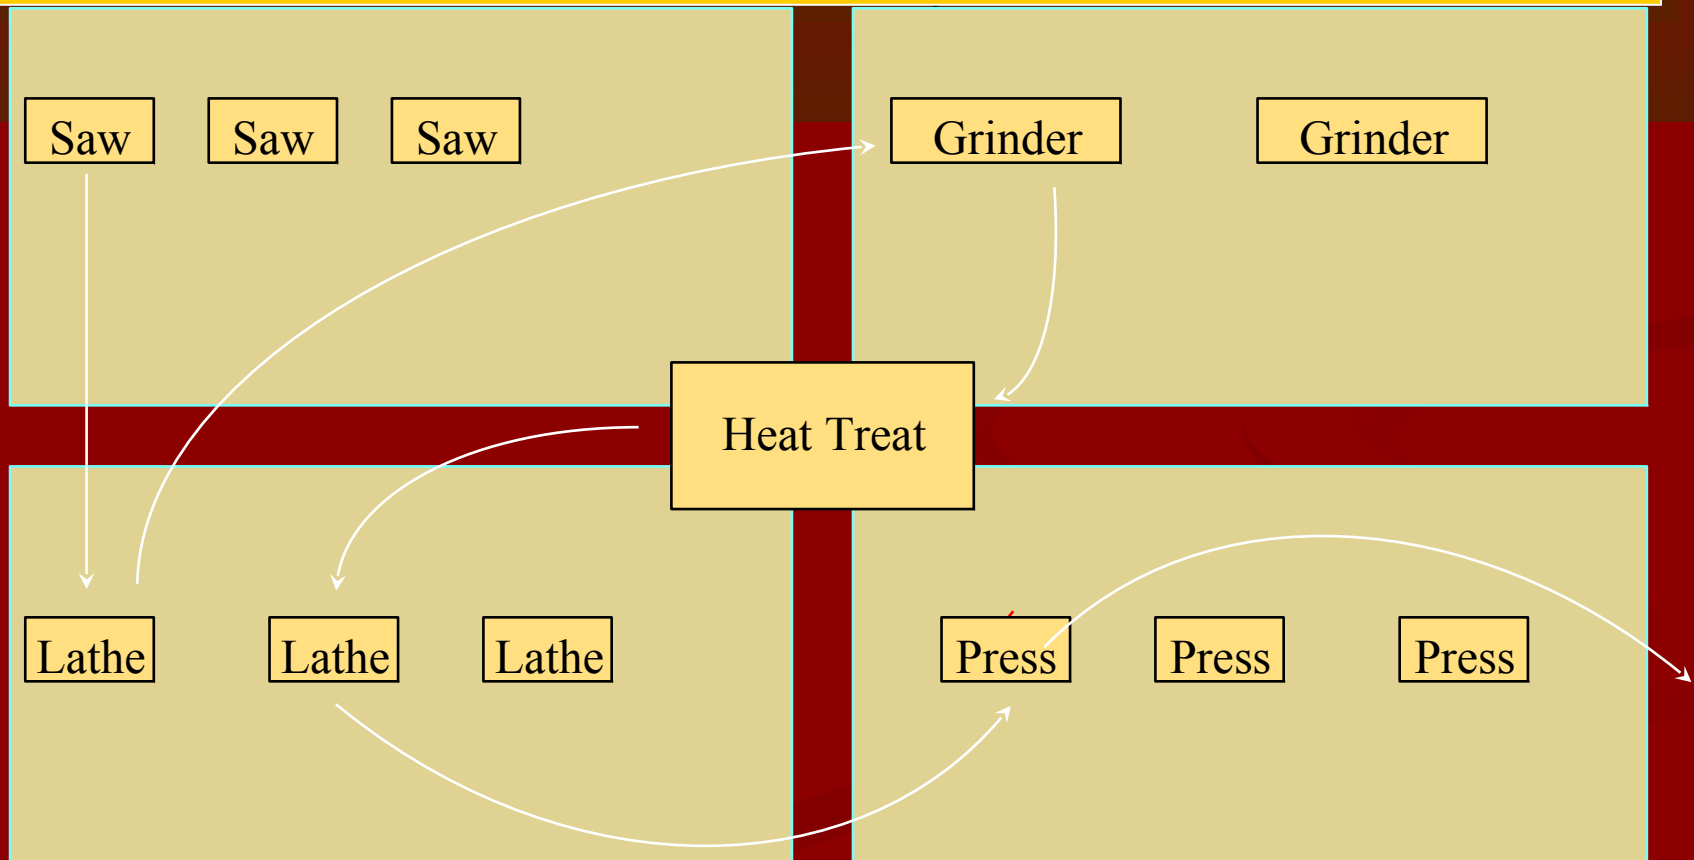 Saw Saw Saw Grinder Grinder
Heat Treat
Lathe Lathe Lathe Press Press Press